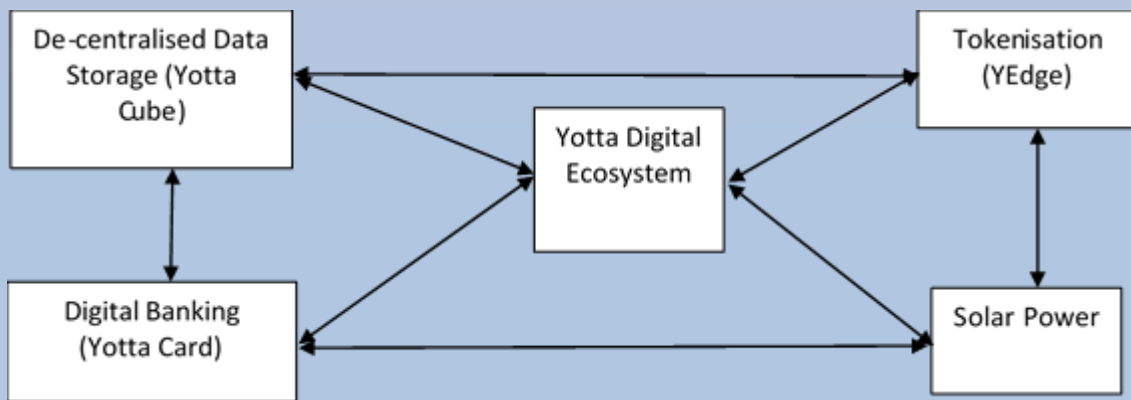 De-centralised Data
Storage (Yotta
Cube)
Tokenisation
(YEdge)
Yotta Digital
Ecosystem
Digital Banking
(Yotta Card)
Solar Power